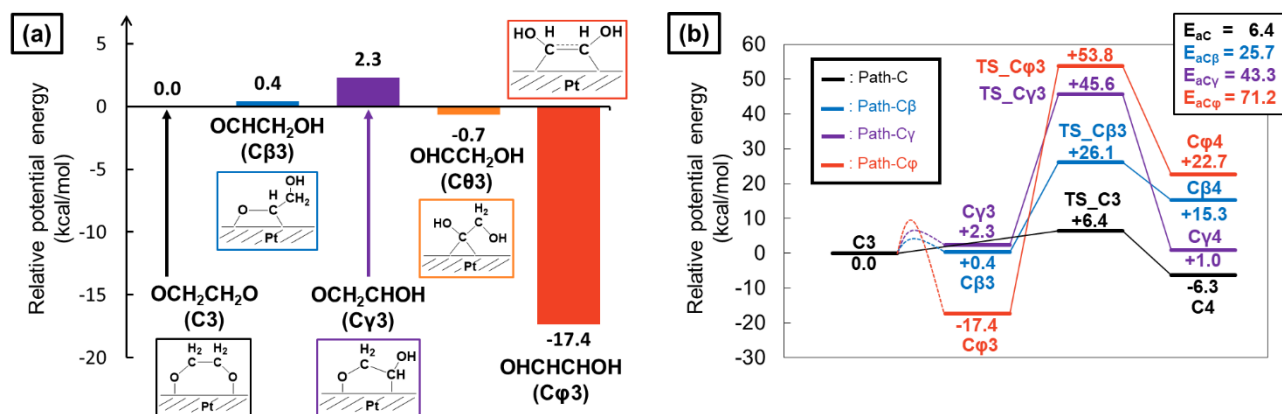 (a)
Relative potential energy
(kcal/mol)
5
0
-5
-10
-15
-20
0.0
0.4
2.3
-0.7
-17.4
OCHCH2OH
(Cβ3)
OH
H
CH2
O
C
Pt
OCH2CH2O
(C3)
H2 H2
C C
O O
Pt
OCH2CHOH
(Cγ3)
H2
C
OH
O
CH
Pt
OHCCH2OH
(Cθ3)
H2
HO C C
OH
Pt
HO H H OH
C C
Pt
OHCHCHOH
(Cφ3)
(b)
Relative potential energy
(kcal/mol)
60
50
40
30
20
10
0
-10
-20
-30
: Path-C
: Path-Cβ
: Path-Cγ
: Path-Cφ
EaC = 6.4
EaCβ = 25.7
EaCγ = 43.3
EaCφ = 71.2
TS_Cφ3
+53.8
TS_Cγ3
+45.6
TS_Cβ3
+26.1
TS_C3
+6.4
C3
0.0
Cγ3
+2.3
+0.4
Cβ3
-17.4
Cφ3
Cφ4
+22.7
Cβ4
+15.3
Cγ4
+1.0
-6.3
C4